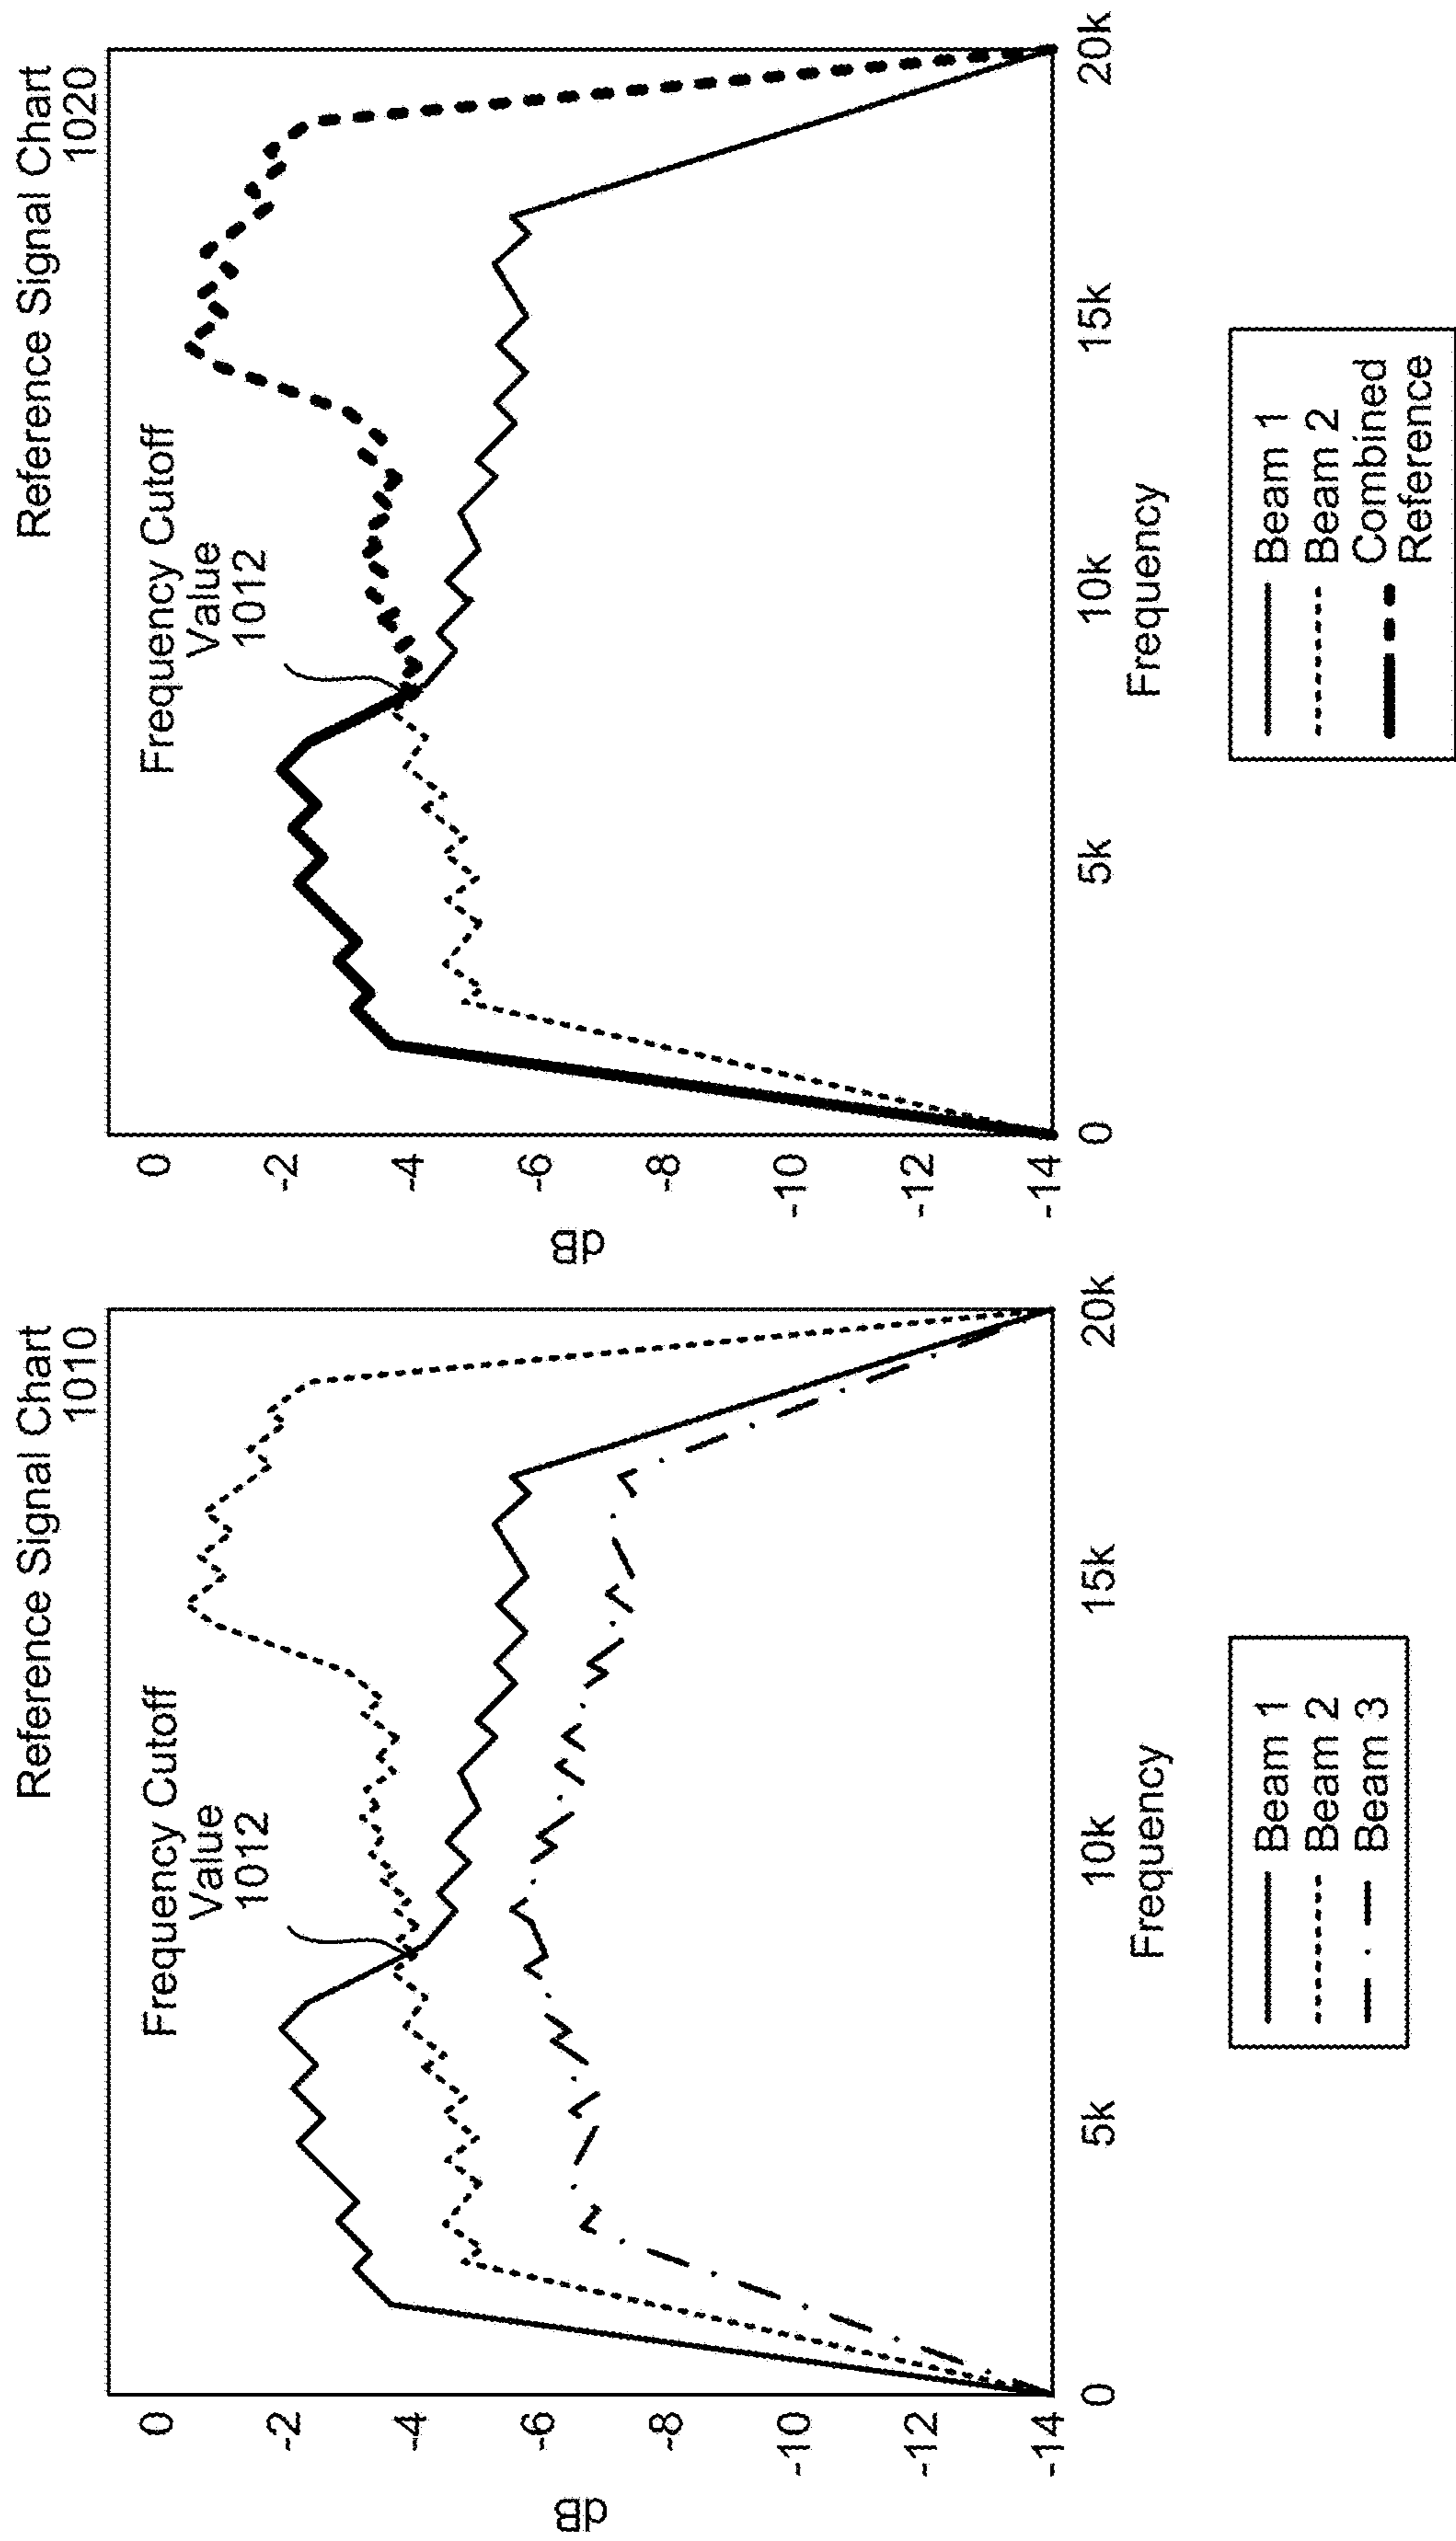 Reference Signal Chart
1010
Frequency Cutoff
Value
1012
dB
0
-2
-4
-6
-8
-10
-12
-14
0
5k
10k
15k
20k
Frequency
Beam 1
Beam 2
Beam 3
Reference Signal Chart
1020
Frequency Cutoff
Value
1012
dB
0
-2
-4
-6
-8
-10
-12
-14
0
5k
10k
15k
20k
Frequency
Beam 1
Beam 2
Combined
Reference